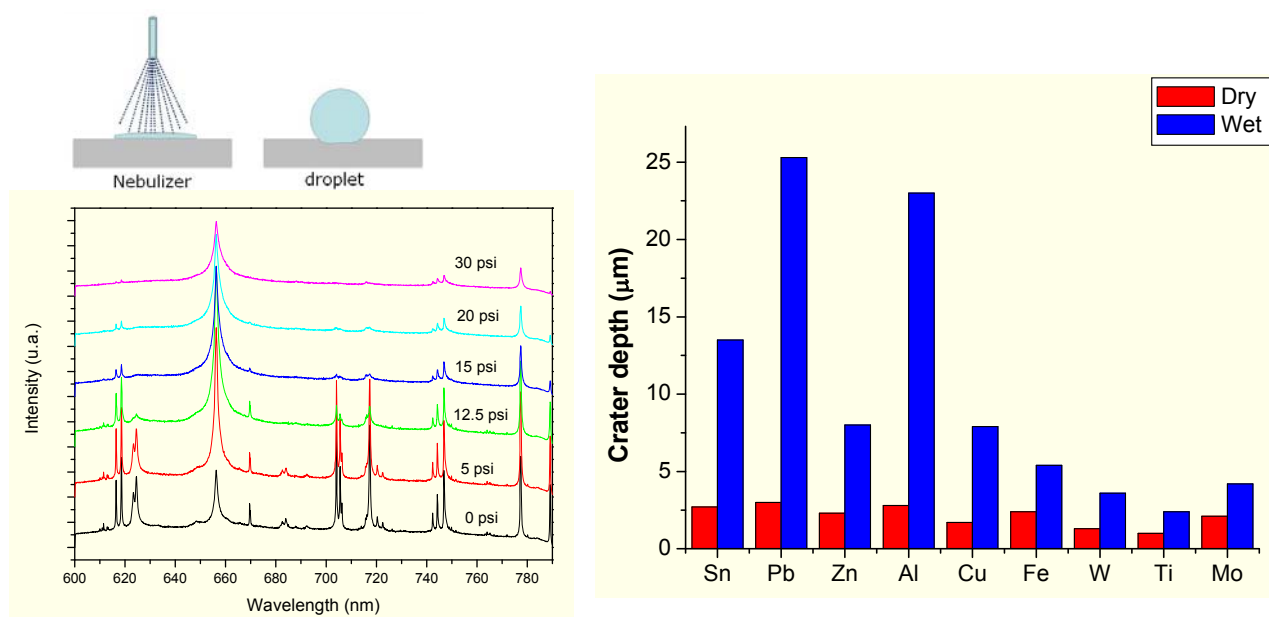 Nebulizer
droplet
30 psi
20 psi
15 psi
12.5 psi
5 psi
0 psi
Intensity (u.a.)
600 620 640 660 680 700 720 740 760 780
Wavelength (nm)
Dry
Wet
25
20
15
10
5
0
Crater depth (μm)
Sn Pb Zn Al Cu Fe W Ti Mo